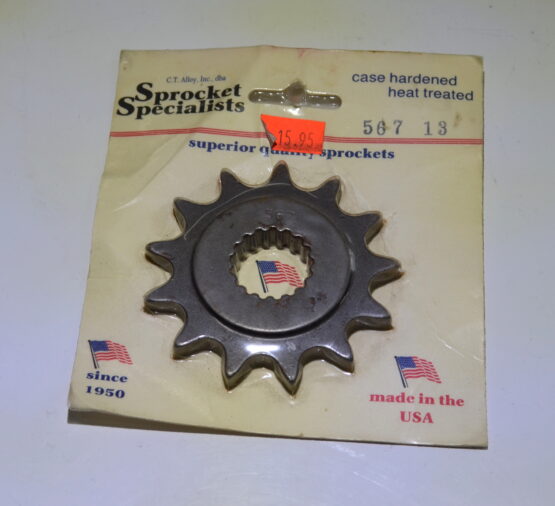 C.T. Alloy, Inc., dba
Sprocket
Specialists
case hardened
heat treated
15.95
567 13
superior quality sprockets
since
1950
made in the
USA